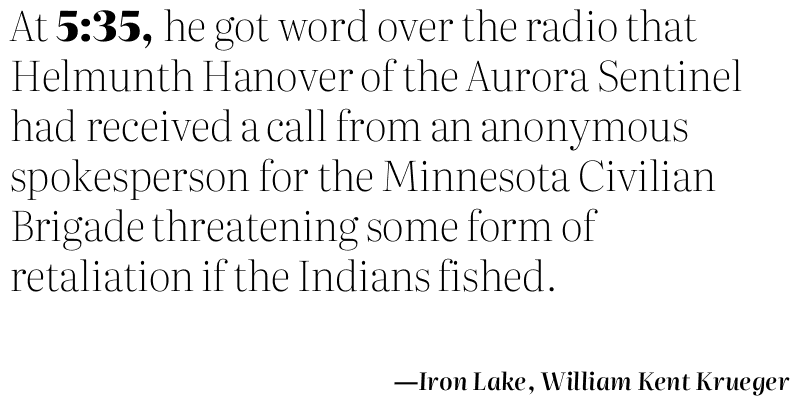 At 5:35, he got word over the radio that
Helmunth Hanover of the Aurora Sentinel
had received a call from an anonymous
spokesperson for the Minnesota Civilian
Brigade threatening some form of
retaliation if the Indians fished.
—Iron Lake, William Kent Krueger